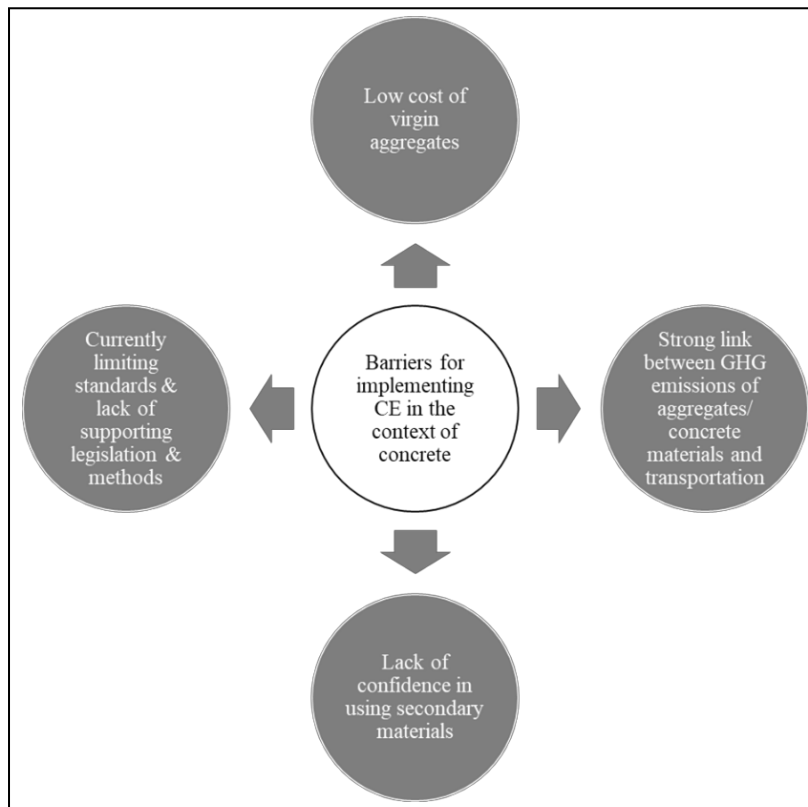 Low cost of
virgin
aggregates
Currently
limiting
standards &
lack of
supporting
legislation &
methods
Barriers for
implementing
CE in the
context of
concrete
Strong link
between GHG
emissions of
aggregates/
concrete
materials and
transportation
Lack of
confidence in
using secondary
materials